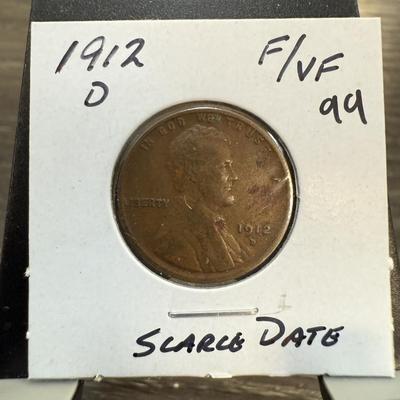 1912 F/VF
D 99
IN GOD WE TRUST
LIBERTY
1912
D
SCARCE DATE